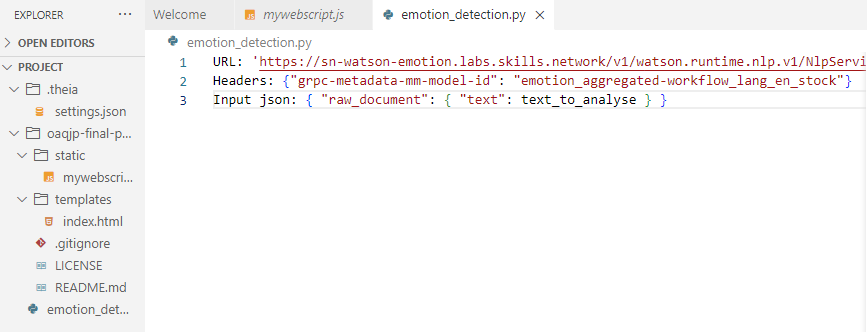 EXPLORER ...
Welcome
mywebscript.js
emotion_detection.py
OPEN EDITORS
PROJECT
.theia
settings.json
oaqjp-final-p...
static
mywebscri...
templates
index.html
.gitignore
LICENSE
README.md
emotion_det...
emotion_detection.py
1 URL: 'https://sn-watson-emotion.labs.skills.network/v1/watson.runtime.nlp.v1/NlpServi
2 Headers: {"grpc-metadata-mm-model-id": "emotion_aggregated-workflow_lang_en_stock"}
3 Input json: { "raw_document": { "text": text_to_analyse } }